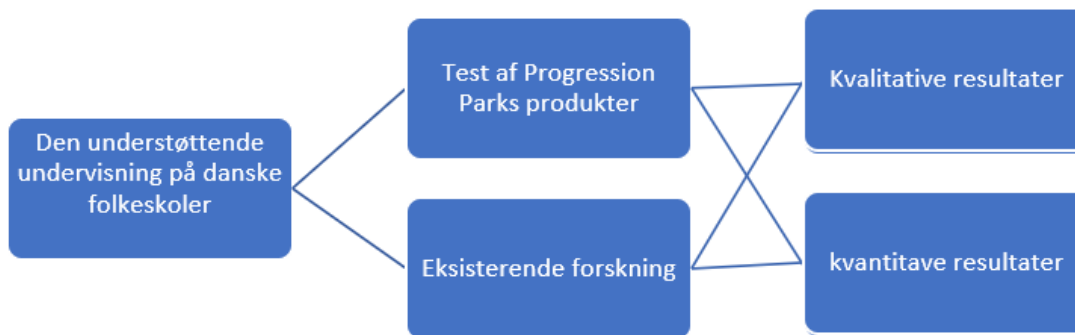 Den understøttende
undervisning på danske
folkeskoler
Test af Progression
Parks produkter
Eksisterende forskning
Kvalitative resultater
kvantitave resultater